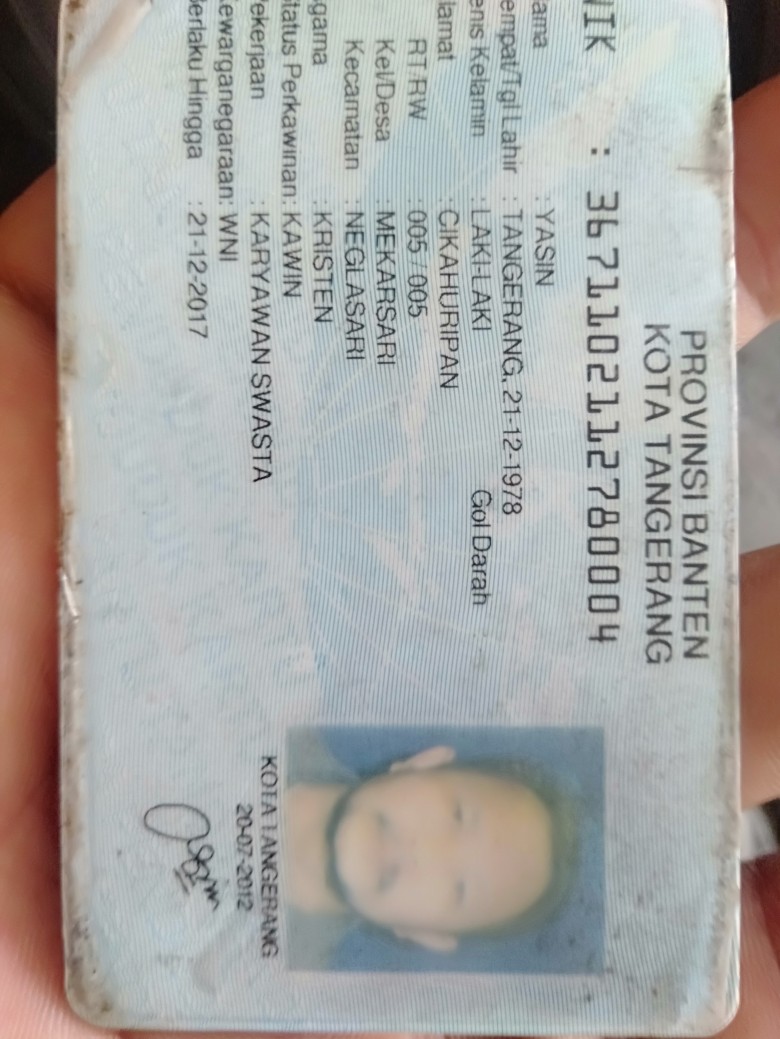 PROVINSI BANTEN
KOTA TANGERANG
NIK : 3671102112780004
ama : YASIN
empat/Tgl Lahir : TANGERANG, 21-12-1978
enis Kelamin : LAKI-LAKI Gol Darah
lamat : CIKAHURIPAN
RT/RW : 005 / 005
Kel/Desa : MEKARSARI
Kecamatan : NEGLASARI
gama : KRISTEN
tatus Perkawinan: KAWIN
ekerjaan : KARYAWAN SWASTA
ewarganegaraan: WNI
erlaku Hingga : 21-12-2017
KOTA TANGERANG
20-07-2012